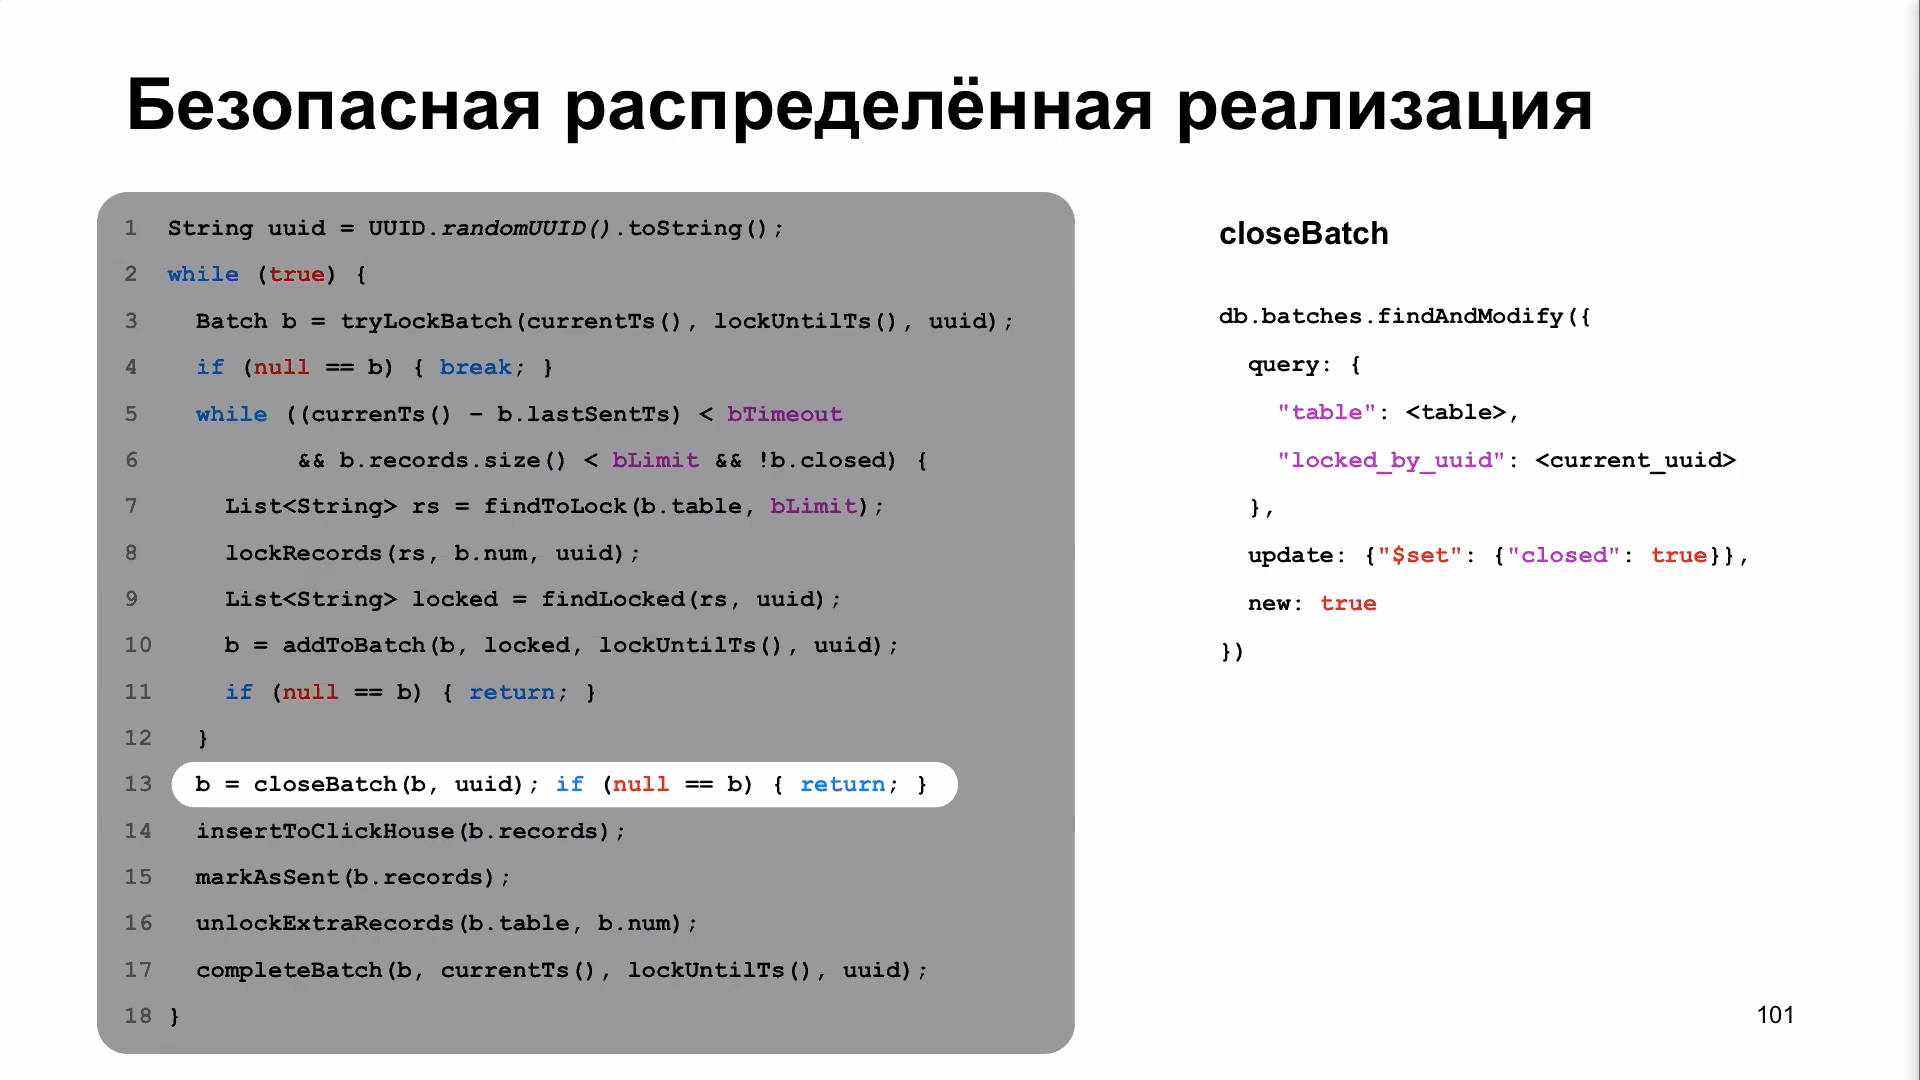 Безопасная распределённая реализация
1 String uuid = UUID.randomUUID().toString();
2 while (true) {
3 Batch b = tryLockBatch(currentTs(), lockUntilTs(), uuid);
4 if (null == b) { break; }
5 while ((currenTs() – b.lastSentTs) < bTimeout
6 && b.records.size() < bLimit && !b.closed) {
7 List<String> rs = findToLock(b.table, bLimit);
8 lockRecords(rs, b.num, uuid);
9 List<String> locked = findLocked(rs, uuid);
10 b = addToBatch(b, locked, lockUntilTs(), uuid);
11 if (null == b) { return; }
12 }
13 b = closeBatch(b, uuid); if (null == b) { return; }
14 insertToClickHouse(b.records);
15 markAsSent(b.records);
16 unlockExtraRecords(b.table, b.num);
17 completeBatch(b, currentTs(), lockUntilTs(), uuid);
18 }
closeBatch
db.batches.findAndModify({
query: {
"table": <table>,
"locked_by_uuid": <current_uuid>
},
update: {"$set": {"closed": true}},
new: true
})
101